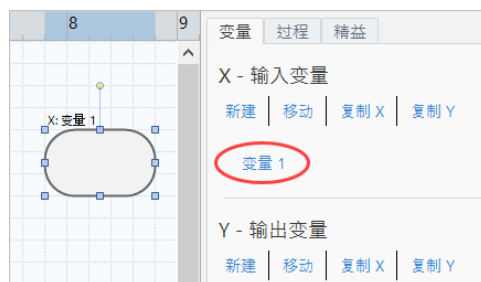 8 9
变量 过程 精益
X - 输入变量
新建 移动 复制 X 复制 Y
X: 变量 1
变量 1
Y - 输出变量
新建 移动 复制 X 复制 Y